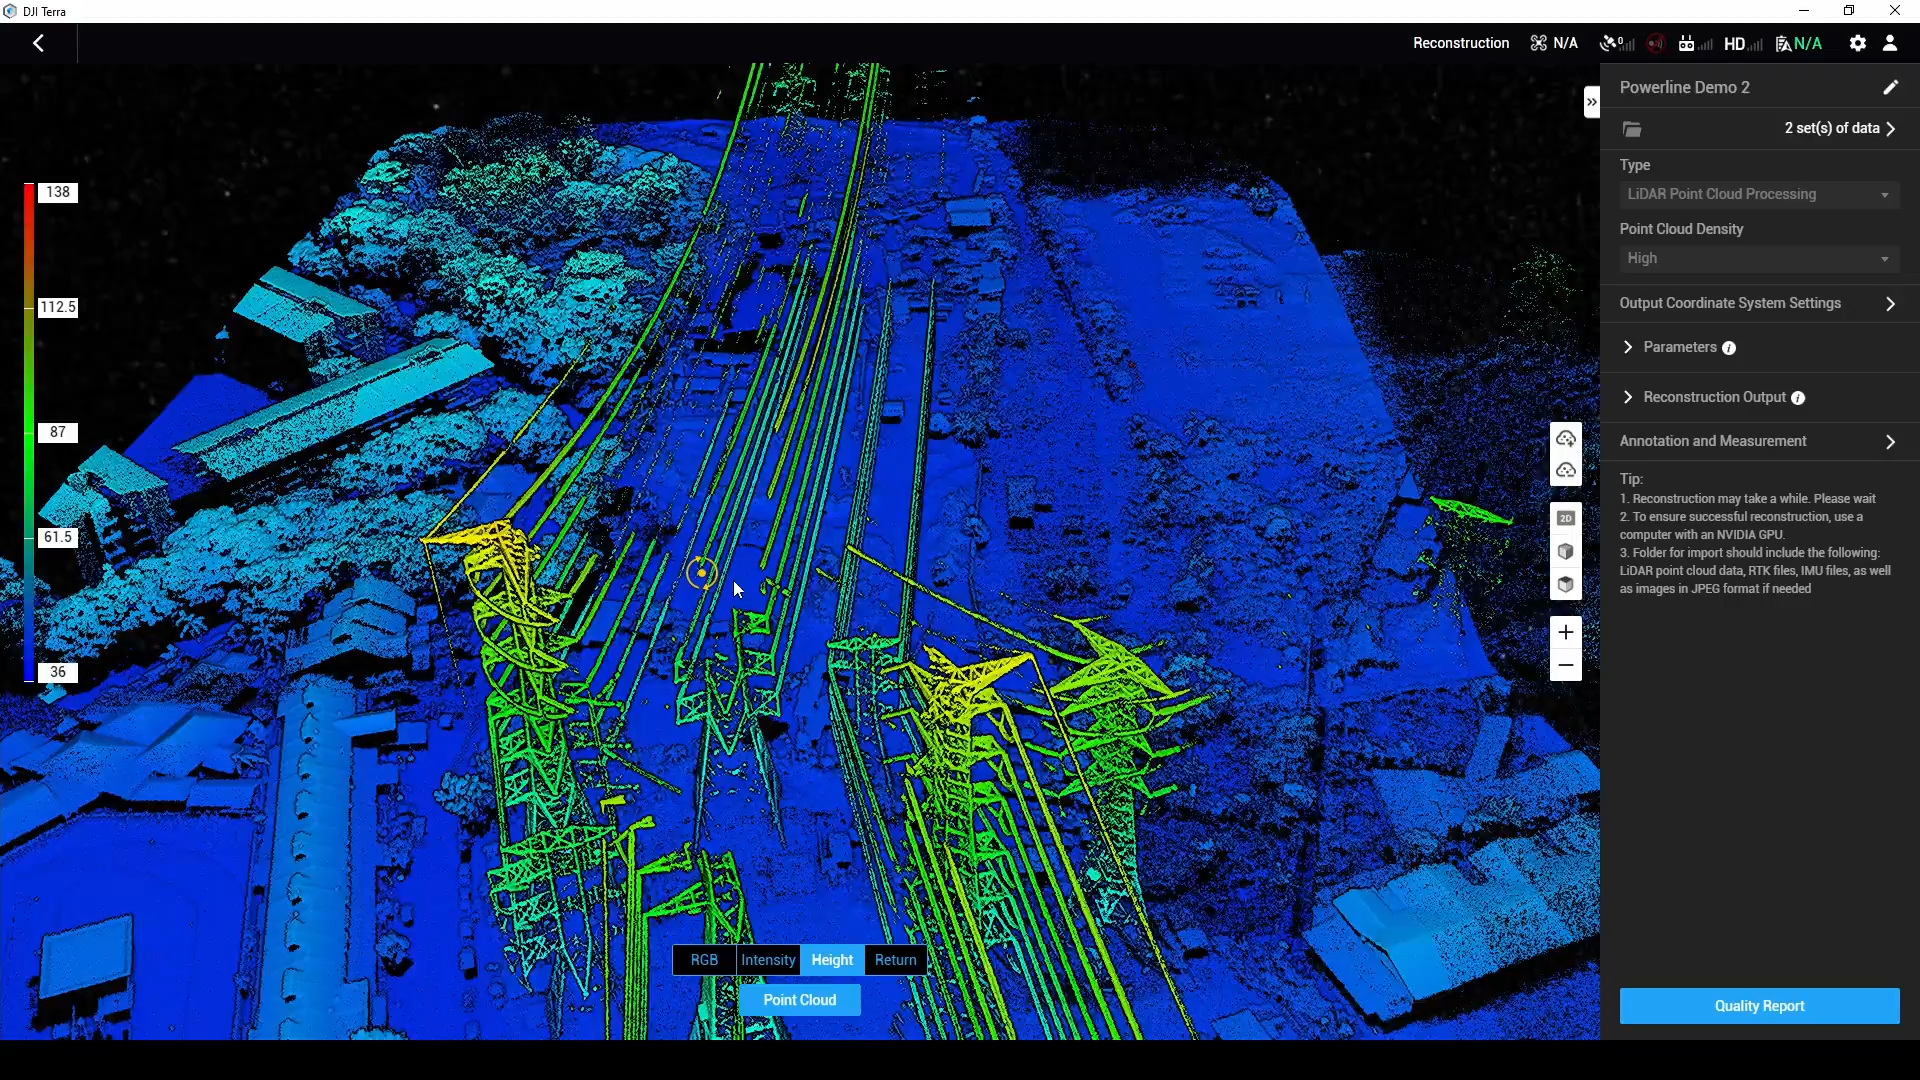 DJI Terra
Reconstruction N/A 0 HD N/A
Powerline Demo 2
2 set(s) of data
Type
LiDAR Point Cloud Processing
Point Cloud Density
High
Output Coordinate System Settings
Parameters
Reconstruction Output
Annotation and Measurement
Tip:
1. Reconstruction may take a while. Please wait
2. To ensure successful reconstruction, use a
computer with an NVIDIA GPU.
3. Folder for import should include the following:
LiDAR point cloud data, RTK files, IMU files, as well
as images in JPEG format if needed
138
112.5
87
61.5
36
2D
RGB Intensity Height Return
Point Cloud
Quality Report